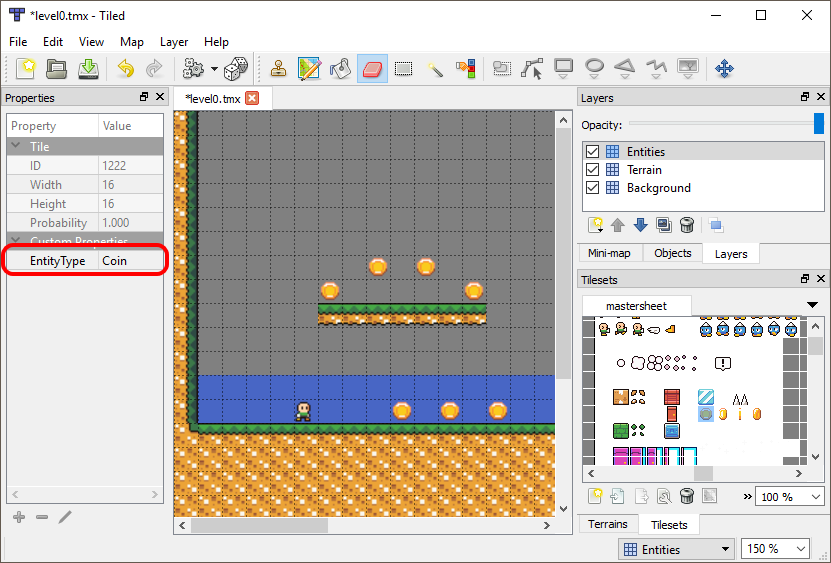 *level0.tmx - Tiled
File Edit View Map Layer Help
Properties
Property Value
Tile
ID 1222
Width 16
Height 16
Probability 1.000
Custom Properties
EntityType Coin
*level0.tmx
Layers
Opacity:
Entities
Terrain
Background
Mini-map Objects Layers
Tilesets
mastersheet
100 %
Terrains Tilesets
Entities 150 %